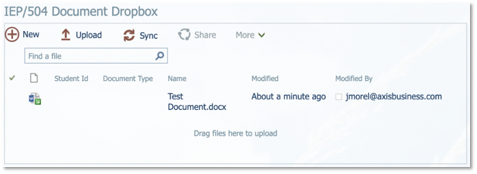 IEP/504 Document Dropbox
New Upload Sync Share More
Find a file
Student Id Document Type Name Modified Modified By
Test Document.docx About a minute ago jmorel@axisbusiness.com
Drag files here to upload